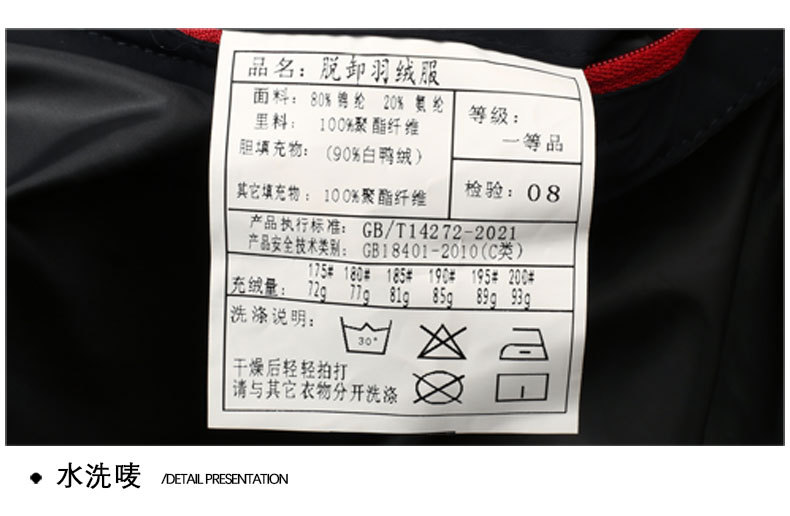 品名：脱卸羽绒服
面料：80%锦纶 20% 氨纶
里料：100%聚酯纤维
胆填充物：(90%白鸭绒)
其它填充物：100%聚酯纤维
等级：
一等品
检验：08
产品执行标准：GB/T14272-2021
产品安全技术类别：GB18401-2010(C类)
175# 180# 185# 190# 195# 200#
充绒量：72g 77g 81g 85g 89g 93g
洗涤说明：
30°
干燥后轻轻拍打
请与其它衣物分开洗涤
• 水洗唛 /DETAIL PRESENTATION